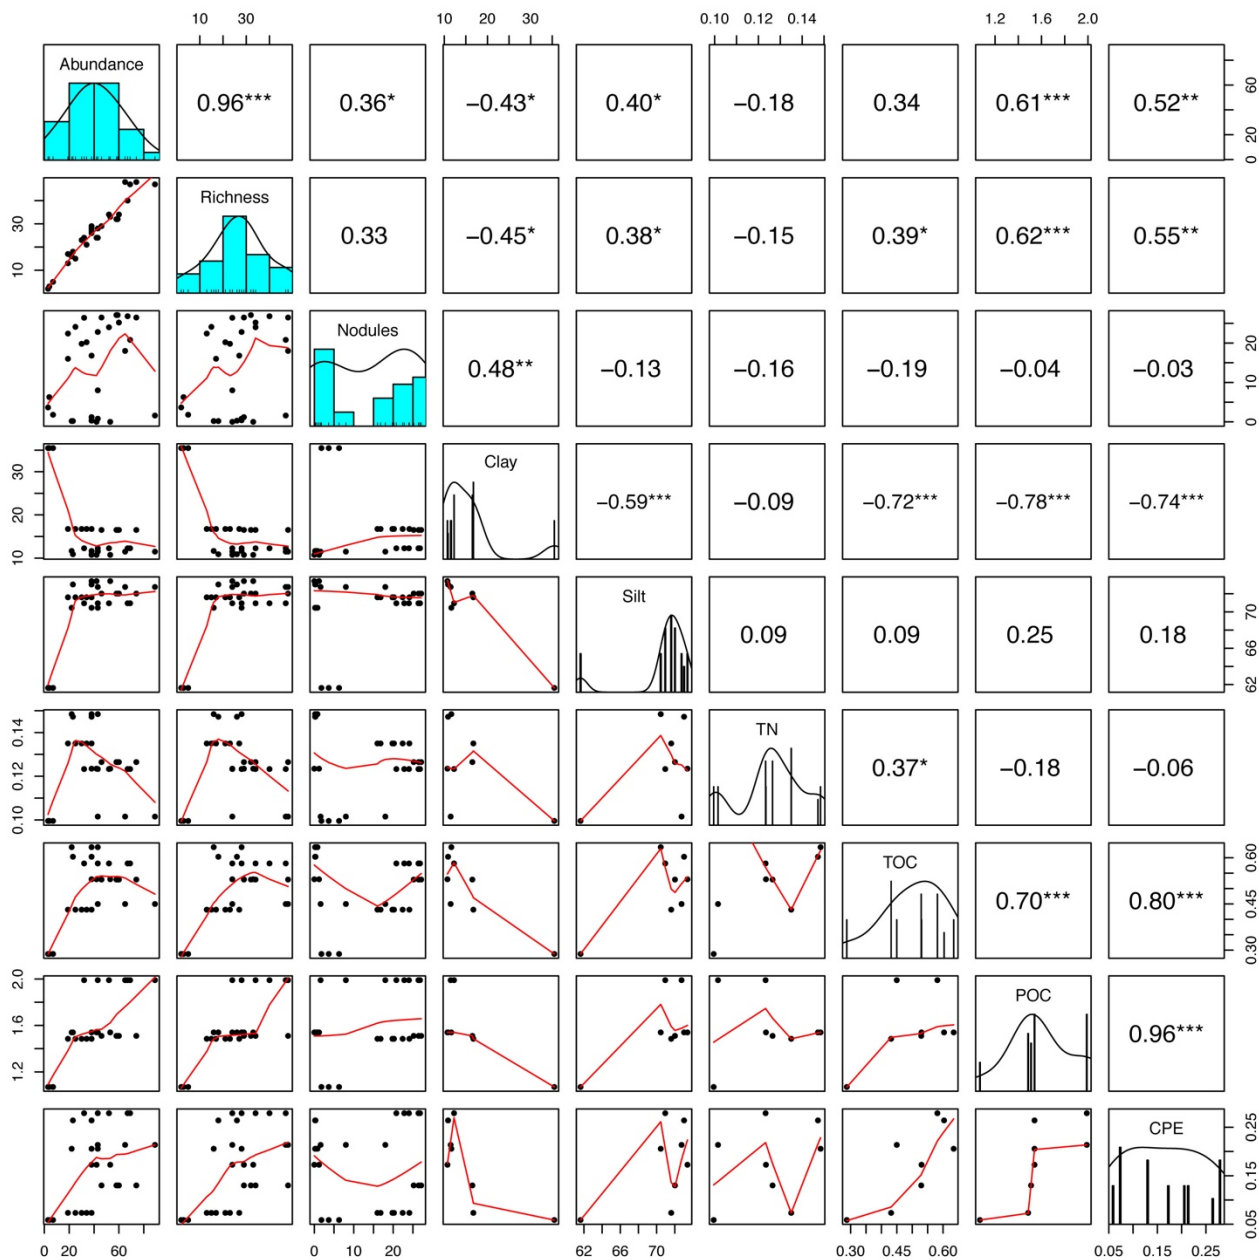 10 30 10 20 30 0.10 0.12 0.14 1.2 1.6 2.0
Abundance 0.96*** 0.36* −0.43* 0.40* −0.18 0.34 0.61*** 0.52** 0 20 60
Richness 0.33 −0.45* 0.38* −0.15 0.39* 0.62*** 0.55** 10 30
Nodules 0.48** −0.13 −0.16 −0.19 −0.04 −0.03 0 10 20
10 20 30 Clay −0.59*** −0.09 −0.72*** −0.78*** −0.74***
Silt 0.09 0.09 0.25 0.18 62 66 70
0.10 0.12 0.14 TN 0.37* −0.18 −0.06
TOC 0.70*** 0.80*** 0.30 0.45 0.60
1.2 1.6 2.0 POC 0.96***
CPE 0.05 0.15 0.25
0 20 60 0 10 20 62 66 70 0.30 0.45 0.60 0.05 0.15 0.25